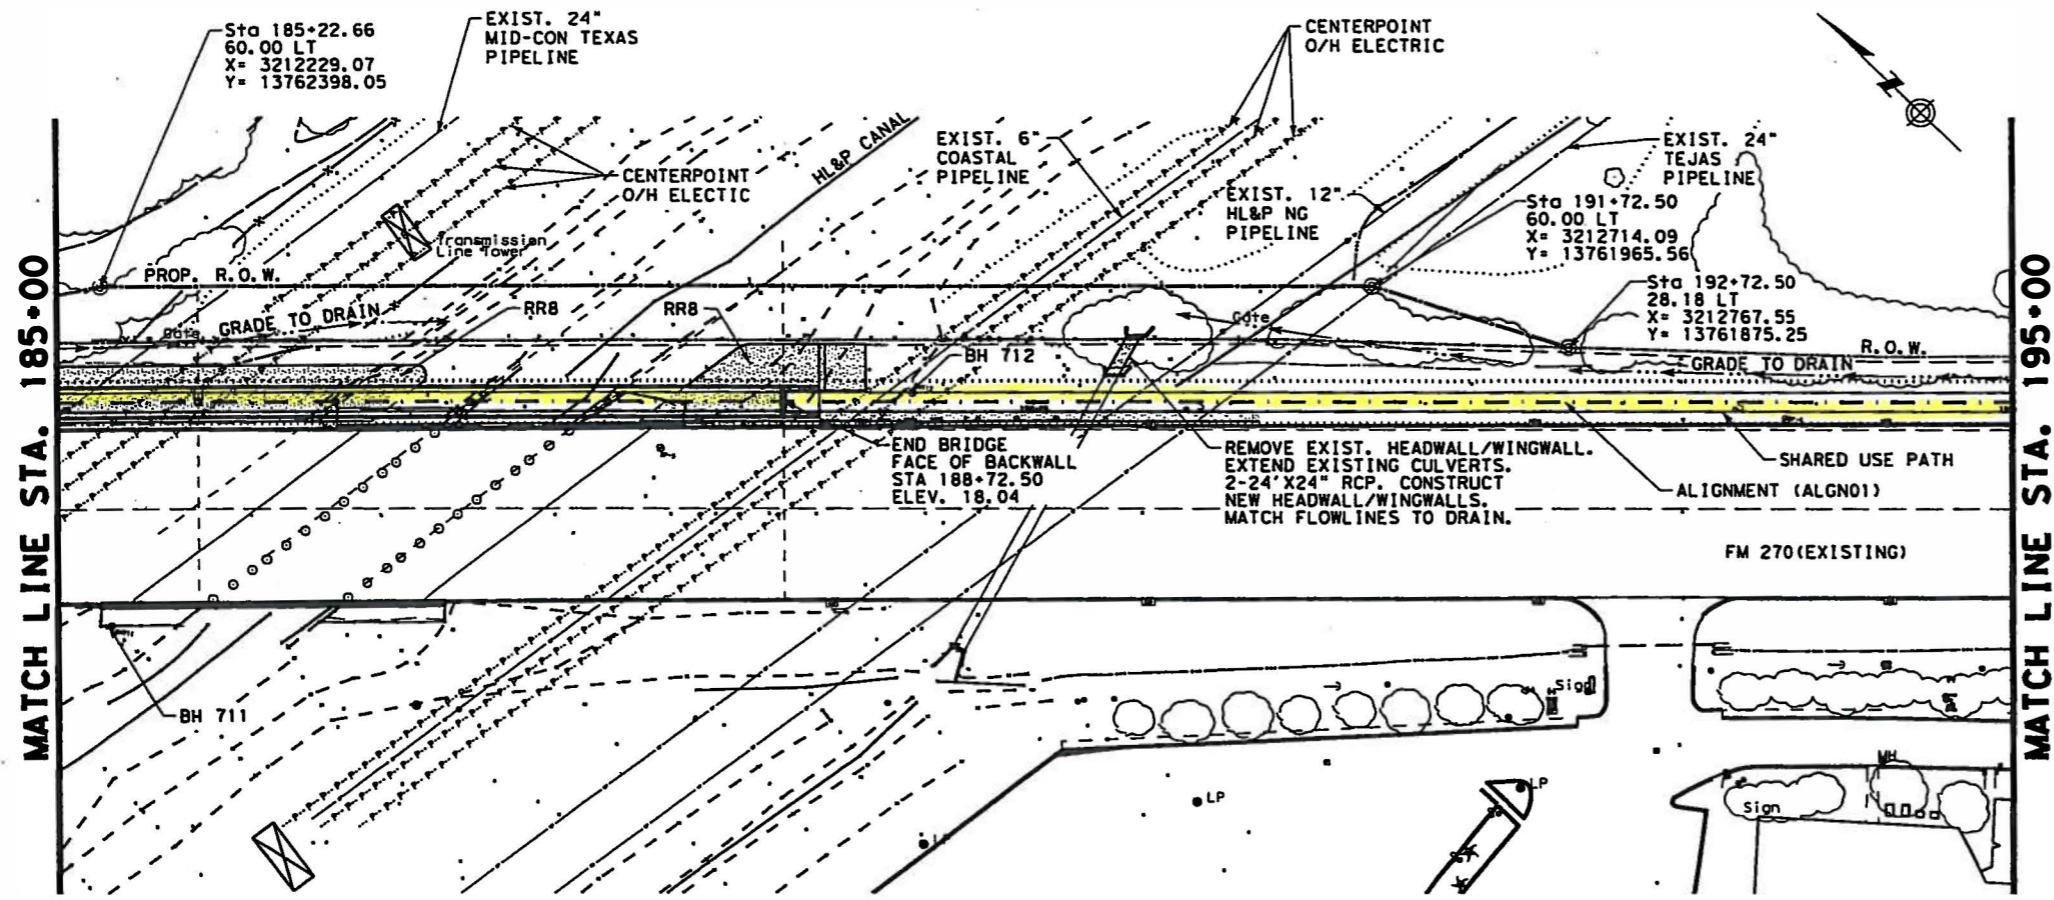 Sta 185+22.66
60.00 LT
X= 3212229.07
Y= 13762398.05
EXIST. 24"
MID-CON TEXAS
PIPELINE
CENTERPOINT
O/H ELECTRIC
CENTERPOINT
O/H ELECTIC
HL&P CANAL
EXIST. 6"
COASTAL
PIPELINE
EXIST. 12"
HL&P NG
PIPELINE
EXIST. 24"
TEJAS
PIPELINE
Sta 191+72.50
60.00 LT
X= 3212714.09
Y= 13761965.56
Sta 192+72.50
28.18 LT
X= 3212767.55
Y= 13761875.25
N
Transmission
Line Tower
PROP. R.O.W.
Gate
GRADE TO DRAIN
RR8
RR8
BH 712
Gate
R.O.W.
GRADE TO DRAIN
MATCH LINE STA. 185+00
MATCH LINE STA. 195+00
END BRIDGE
FACE OF BACKWALL
STA 188+72.50
ELEV. 18.04
REMOVE EXIST. HEADWALL/WINGWALL.
EXTEND EXISTING CULVERTS.
2-24'X24" RCP. CONSTRUCT
NEW HEADWALL/WINGWALLS.
MATCH FLOWLINES TO DRAIN.
SHARED USE PATH
ALIGNMENT (ALGN01)
FM 270(EXISTING)
BH 711
Sign
LP
LP
LP
MH
Sign